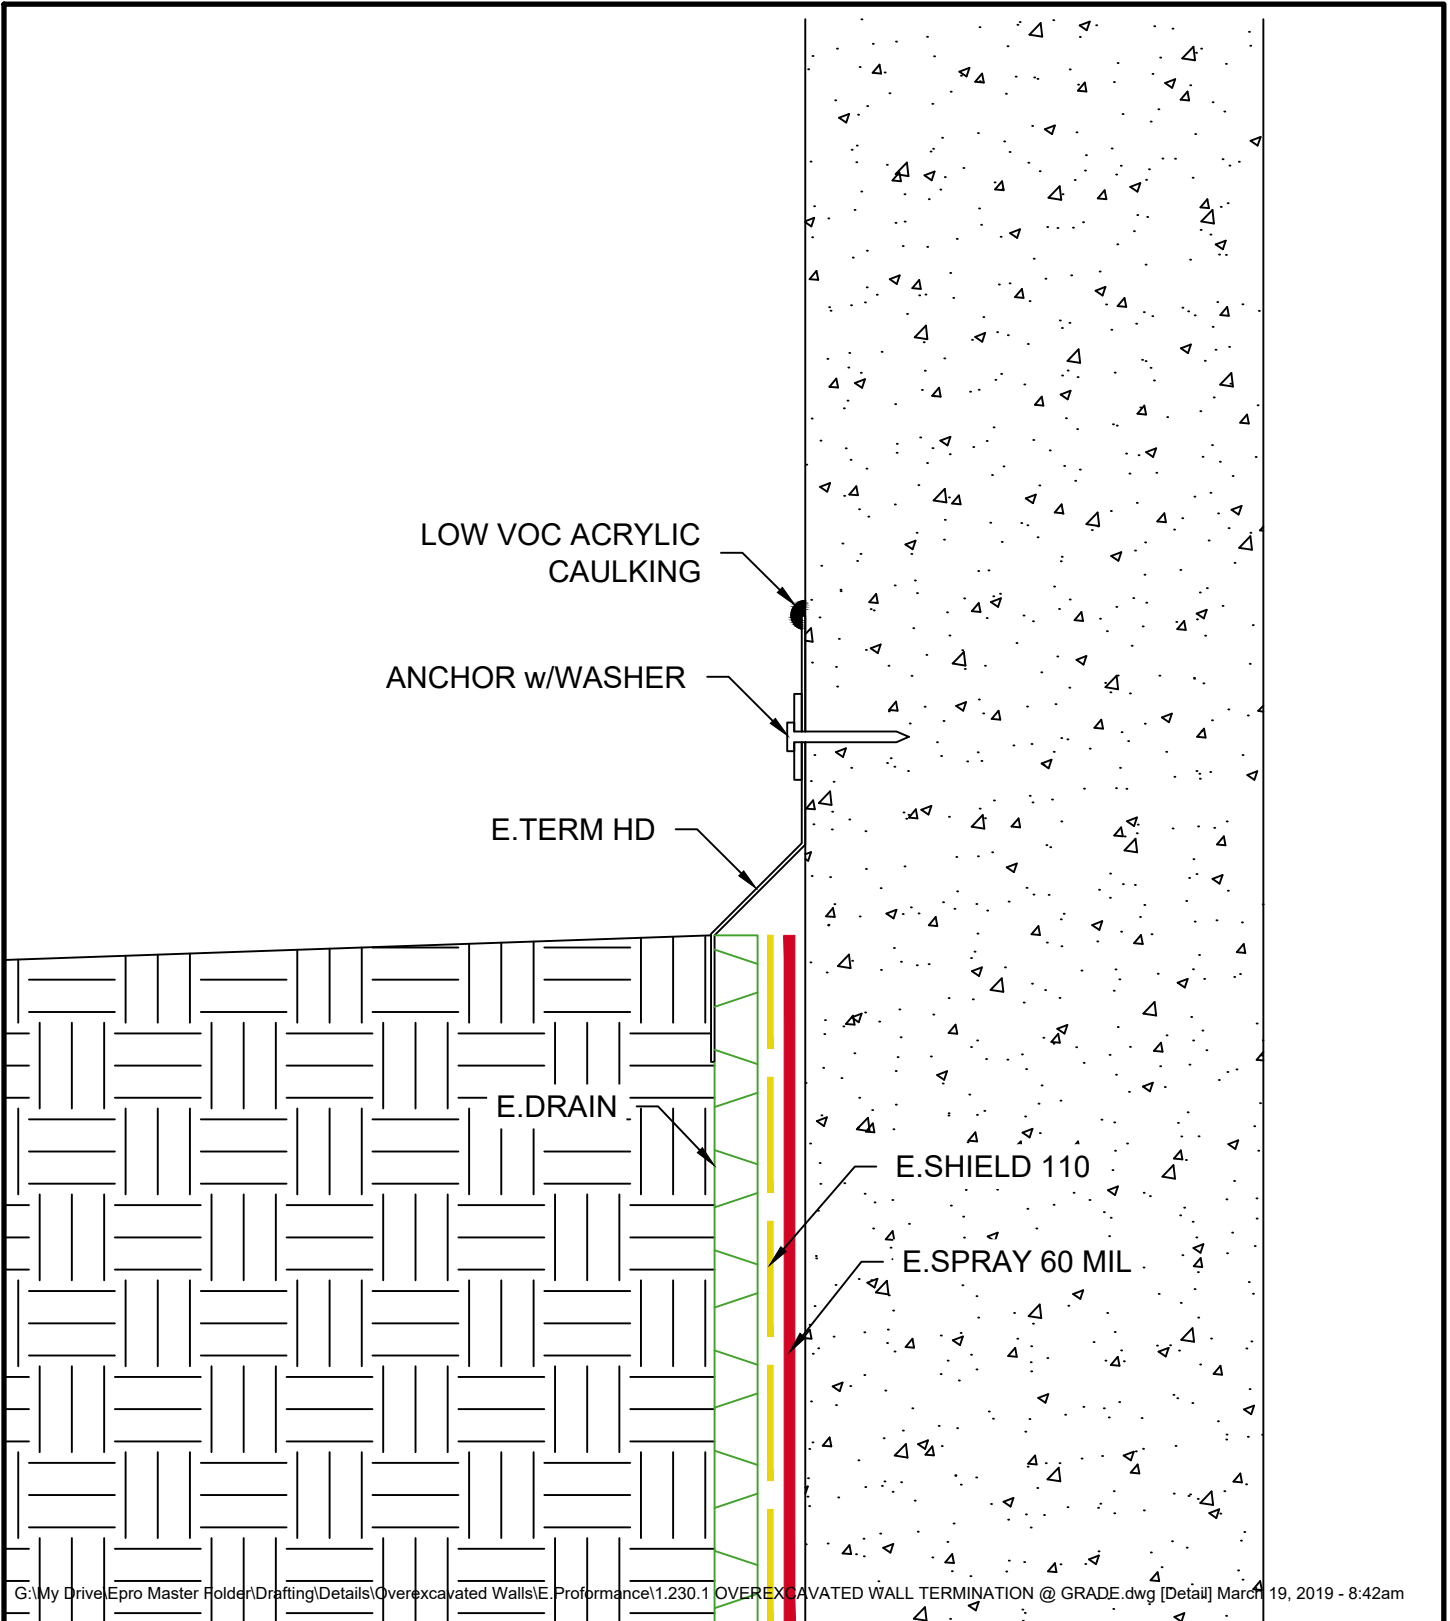 LOW VOC ACRYLIC
CAULKING
ANCHOR w/WASHER
E.TERM HD
E.DRAIN
E.SHIELD 110
E.SPRAY 60 MIL
G:\My Drive\Epro Master Folder\Drafting\Details\Overexcavated Walls\E.Proformance\1.230.1 OVEREXCAVATED WALL TERMINATION @ GRADE.dwg [Detail] March 19, 2019 - 8:42am